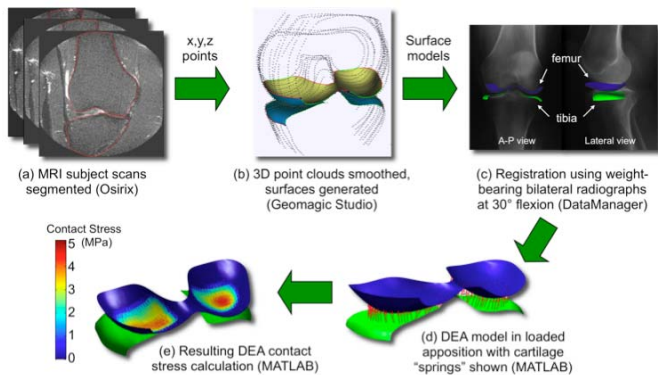 x,y,z
points
Surface
models
femur
tibia
A-P view
Lateral view
(a) MRI subject scans
segmented (Osirix)
(b) 3D point clouds smoothed,
surfaces generated
(Geomagic Studio)
(c) Registration using weight-
bearing bilateral radiographs
at 30° flexion (DataManager)
Contact Stress
(MPa)
5
4
3
2
1
0
(e) Resulting DEA contact
stress calculation (MATLAB)
(d) DEA model in loaded
apposition with cartilage
"springs" shown (MATLAB)